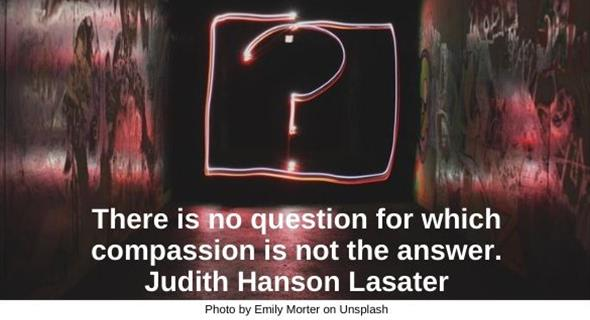 ?
There is no question for which
compassion is not the answer.
Judith Hanson Lasater
Photo by Emily Morter on Unsplash